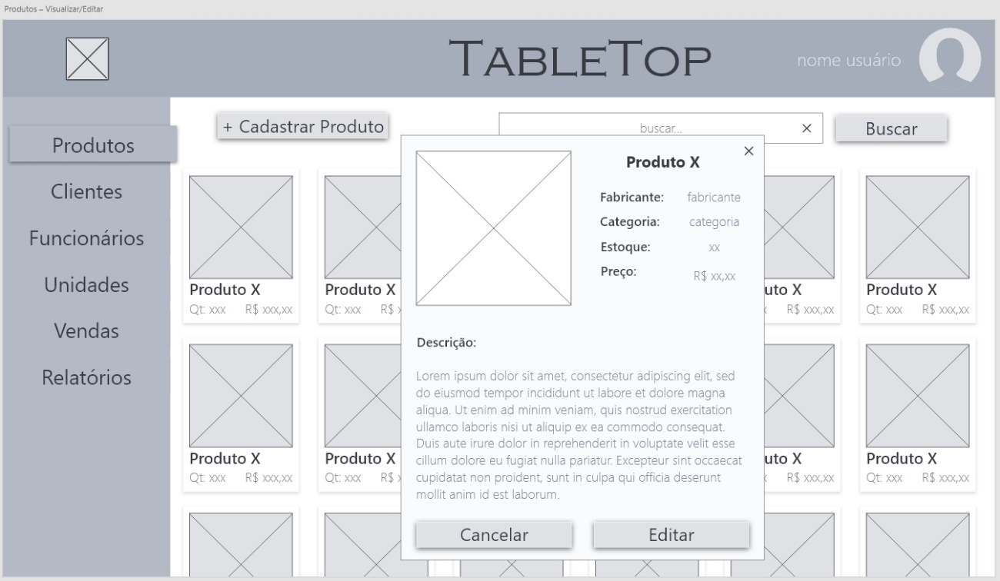 Produtos – Visualizar/Editar
TableTop
nome usuário
+ Cadastrar Produto
buscar...
Buscar
Produtos
Clientes
Funcionários
Unidades
Vendas
Relatórios
Produto X
Fabricante: fabricante
Categoria: categoria
Estoque: xx
Preço: R$ xx,xx
Descrição:
Lorem ipsum dolor sit amet, consectetur adipiscing elit, sed
do eiusmod tempor incididunt ut labore et dolore magna
aliqua. Ut enim ad minim veniam, quis nostrud exercitation
ullamco laboris nisi ut aliquip ex ea commodo consequat.
Duis aute irure dolor in reprehenderit in voluptate velit esse
cillum dolore eu fugiat nulla pariatur. Excepteur sint occaecat
cupidatat non proident, sunt in culpa qui officia deserunt
mollit anim id est laborum.
Cancelar Editar
Produto X Produto X uto X Produto X
Qt: xxx R$ xxx,xx Qt: xxx R$ x x R$ xxx,xx Qt: xxx R$ xxx,xx
Produto X Produto X uto X Produto X
Qt: xxx R$ xxx,xx Qt: xxx R$ x x R$ xxx,xx Qt: xxx R$ xxx,xx